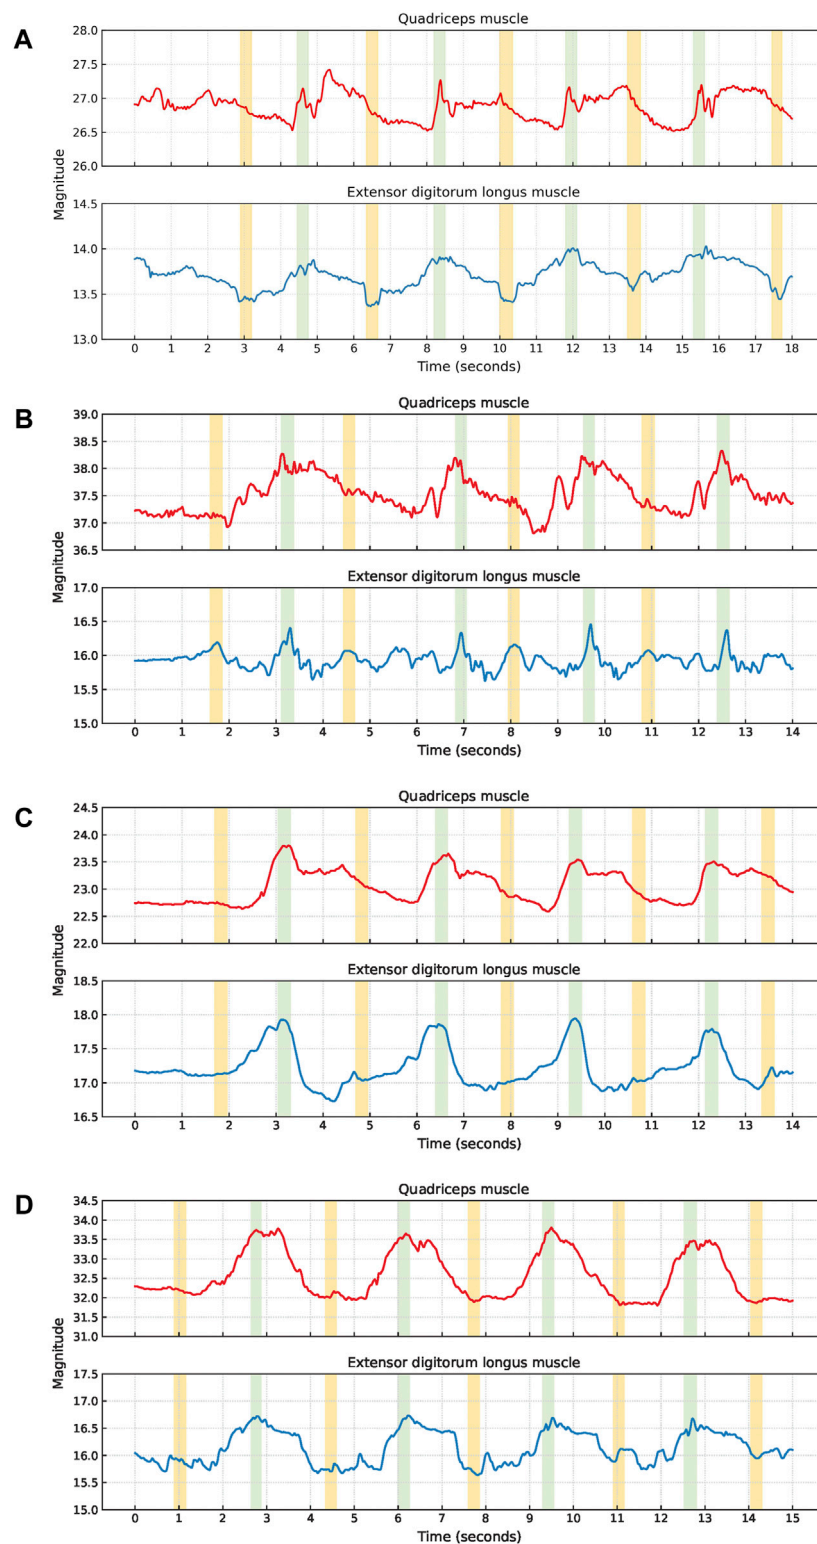 A
Quadriceps muscle
28.0
27.5
27.0
26.5
26.0
Magnitude
Extensor digitorum longus muscle
14.5
14.0
13.5
13.0
0 1 2 3 4 5 6 7 8 9 10 11 12 13 14 15 16 17 18
Time (seconds)
B
Quadriceps muscle
39.0
38.5
38.0
37.5
37.0
36.5
Magnitude
Extensor digitorum longus muscle
17.0
16.5
16.0
15.5
15.0
0 1 2 3 4 5 6 7 8 9 10 11 12 13 14
Time (seconds)
C
Quadriceps muscle
24.5
24.0
23.5
23.0
22.5
22.0
Magnitude
Extensor digitorum longus muscle
18.5
18.0
17.5
17.0
16.5
0 1 2 3 4 5 6 7 8 9 10 11 12 13 14
Time (seconds)
D
Quadriceps muscle
34.5
34.0
33.5
33.0
32.5
32.0
31.5
31.0
Magnitude
Extensor digitorum longus muscle
17.5
17.0
16.5
16.0
15.5
15.0
0 1 2 3 4 5 6 7 8 9 10 11 12 13 14 15
Time (seconds)